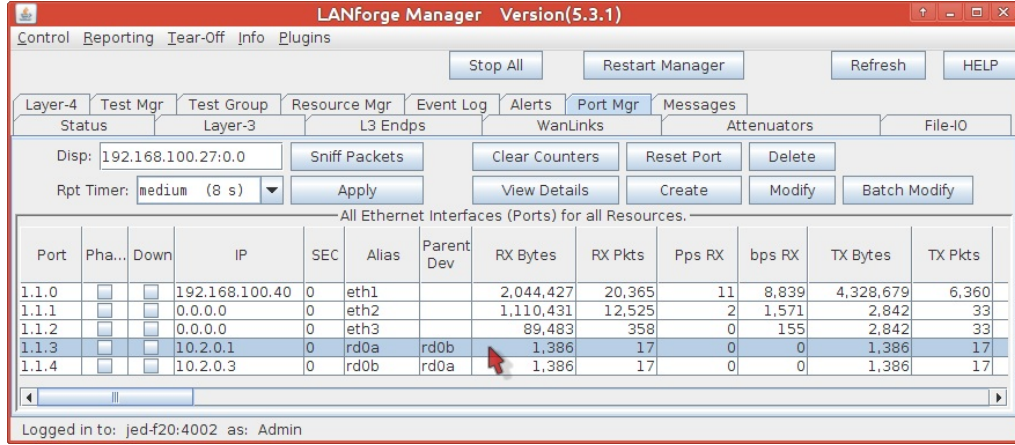 LANforge Manager Version(5.3.1)
Control Reporting Tear-Off Info Plugins
Stop All Restart Manager Refresh HELP
Layer-4 Test Mgr Test Group Resource Mgr Event Log Alerts Port Mgr Messages
Status Layer-3 L3 Endps WanLinks Attenuators File-IO
Disp: 192.168.100.27:0.0 Sniff Packets Clear Counters Reset Port Delete
Rpt Timer: medium (8 s) Apply View Details Create Modify Batch Modify
All Ethernet Interfaces (Ports) for all Resources.
Port Pha... Down IP SEC Alias Parent Dev RX Bytes RX Pkts Pps RX bps RX TX Bytes TX Pkts
1.1.0 192.168.100.40 0 eth1 2,044,427 20,365 11 8,839 4,328,679 6,360
1.1.1 0.0.0.0 0 eth2 1,110,431 12,525 2 1,571 2,842 33
1.1.2 0.0.0.0 0 eth3 89,483 358 0 155 2,842 33
1.1.3 10.2.0.1 0 rd0a rd0b 1,386 17 0 0 1,386 17
1.1.4 10.2.0.3 0 rd0b rd0a 1,386 17 0 0 1,386 17
Logged in to: jed-f20:4002 as: Admin